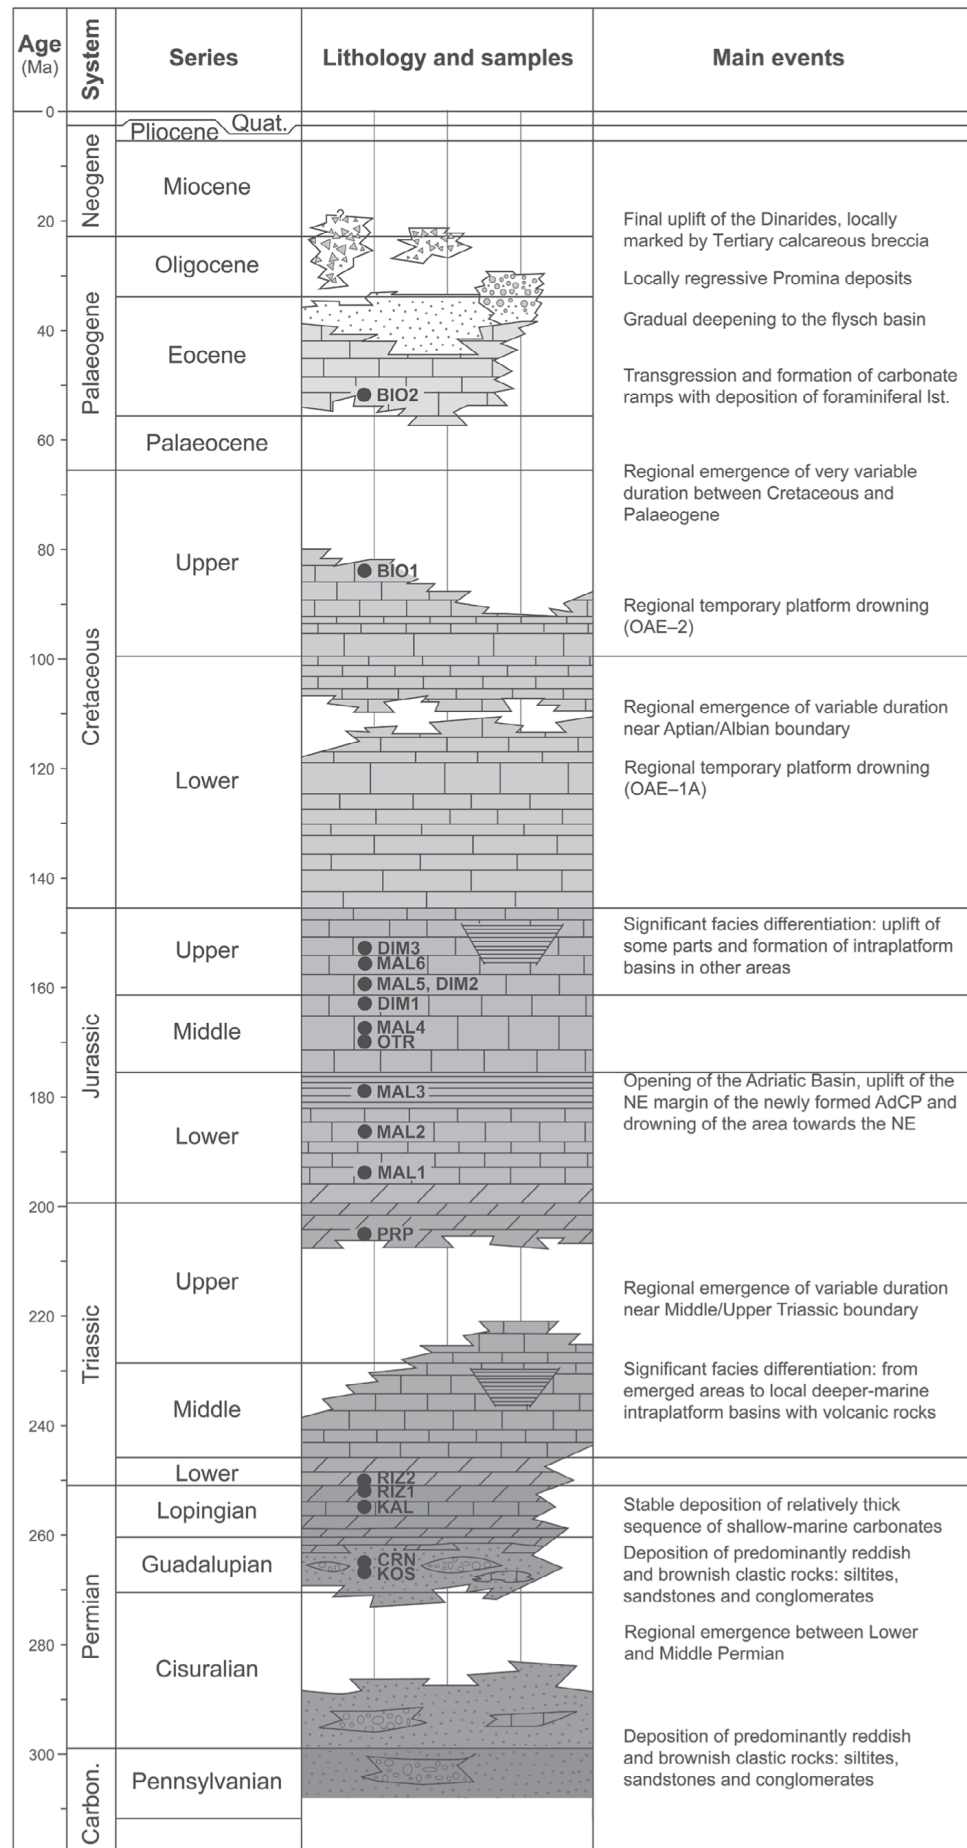 Age
(Ma)
System
Series
Lithology and samples
Main events
0
20
40
60
80
100
120
140
160
180
200
220
240
260
280
300
Neogene
Palaeogene
Cretaceous
Jurassic
Triassic
Permian
Carbon.
Quat.
Pliocene
Miocene
Oligocene
Eocene
Palaeocene
Upper
Lower
Upper
Middle
Lower
Upper
Middle
Lower
Lopingian
Guadalupian
Cisuralian
Pennsylvanian
?
BIO2
BIO1
DIM3
MAL6
MAL5, DIM2
DIM1
MAL4
OTR
MAL3
MAL2
MAL1
PRP
RIZ2
RIZ1
KAL
CRN
KOS
Final uplift of the Dinarides, locally
marked by Tertiary calcareous breccia
Locally regressive Promina deposits
Gradual deepening to the flysch basin
Transgression and formation of carbonate
ramps with deposition of foraminiferal lst.
Regional emergence of very variable
duration between Cretaceous and
Palaeogene
Regional temporary platform drowning
(OAE–2)
Regional emergence of variable duration
near Aptian/Albian boundary
Regional temporary platform drowning
(OAE–1A)
Significant facies differentiation: uplift of
some parts and formation of intraplatform
basins in other areas
Opening of the Adriatic Basin, uplift of the
NE margin of the newly formed AdCP and
drowning of the area towards the NE
Regional emergence of variable duration
near Middle/Upper Triassic boundary
Significant facies differentiation: from
emerged areas to local deeper-marine
intraplatform basins with volcanic rocks
Stable deposition of relatively thick
sequence of shallow-marine carbonates
Deposition of predominantly reddish
and brownish clastic rocks: siltites,
sandstones and conglomerates
Regional emergence between Lower
and Middle Permian
Deposition of predominantly reddish
and brownish clastic rocks: siltites,
sandstones and conglomerates